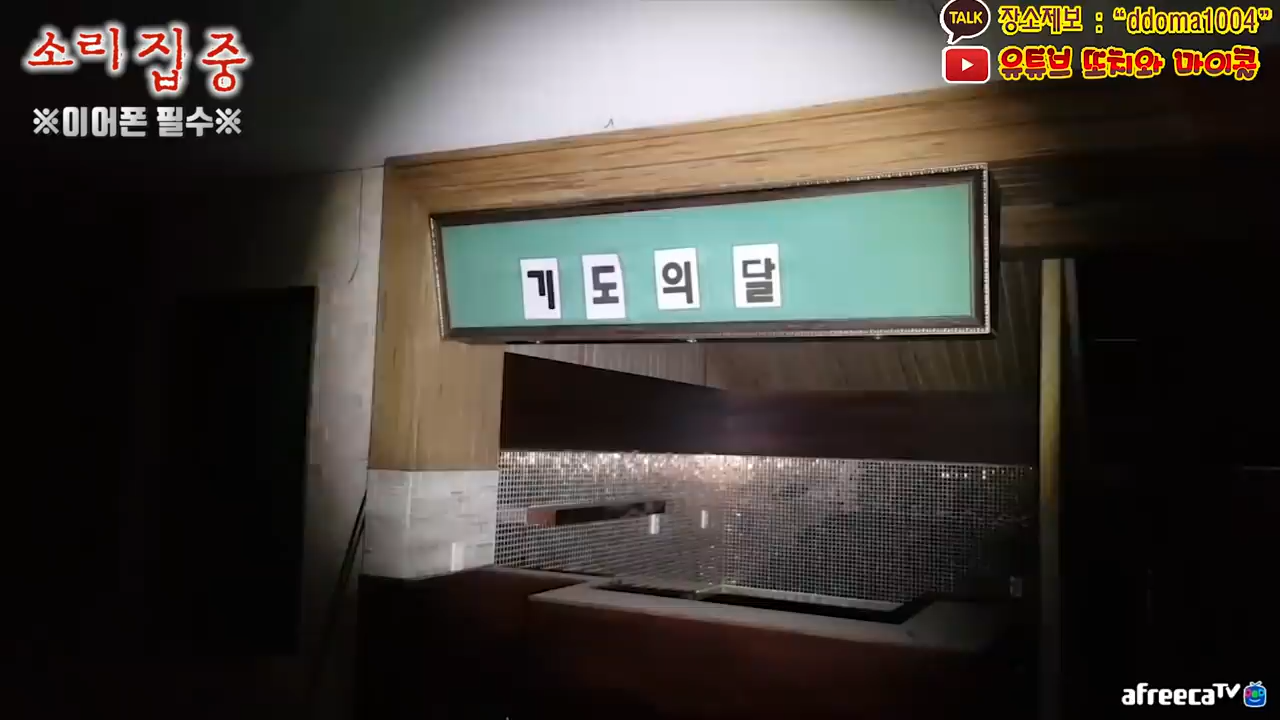 소리집중
※이어폰 필수※
TALK 장소제보 : “ddoma1004”
유튜브 또치와 마이콜
기도의달
afreecaTV